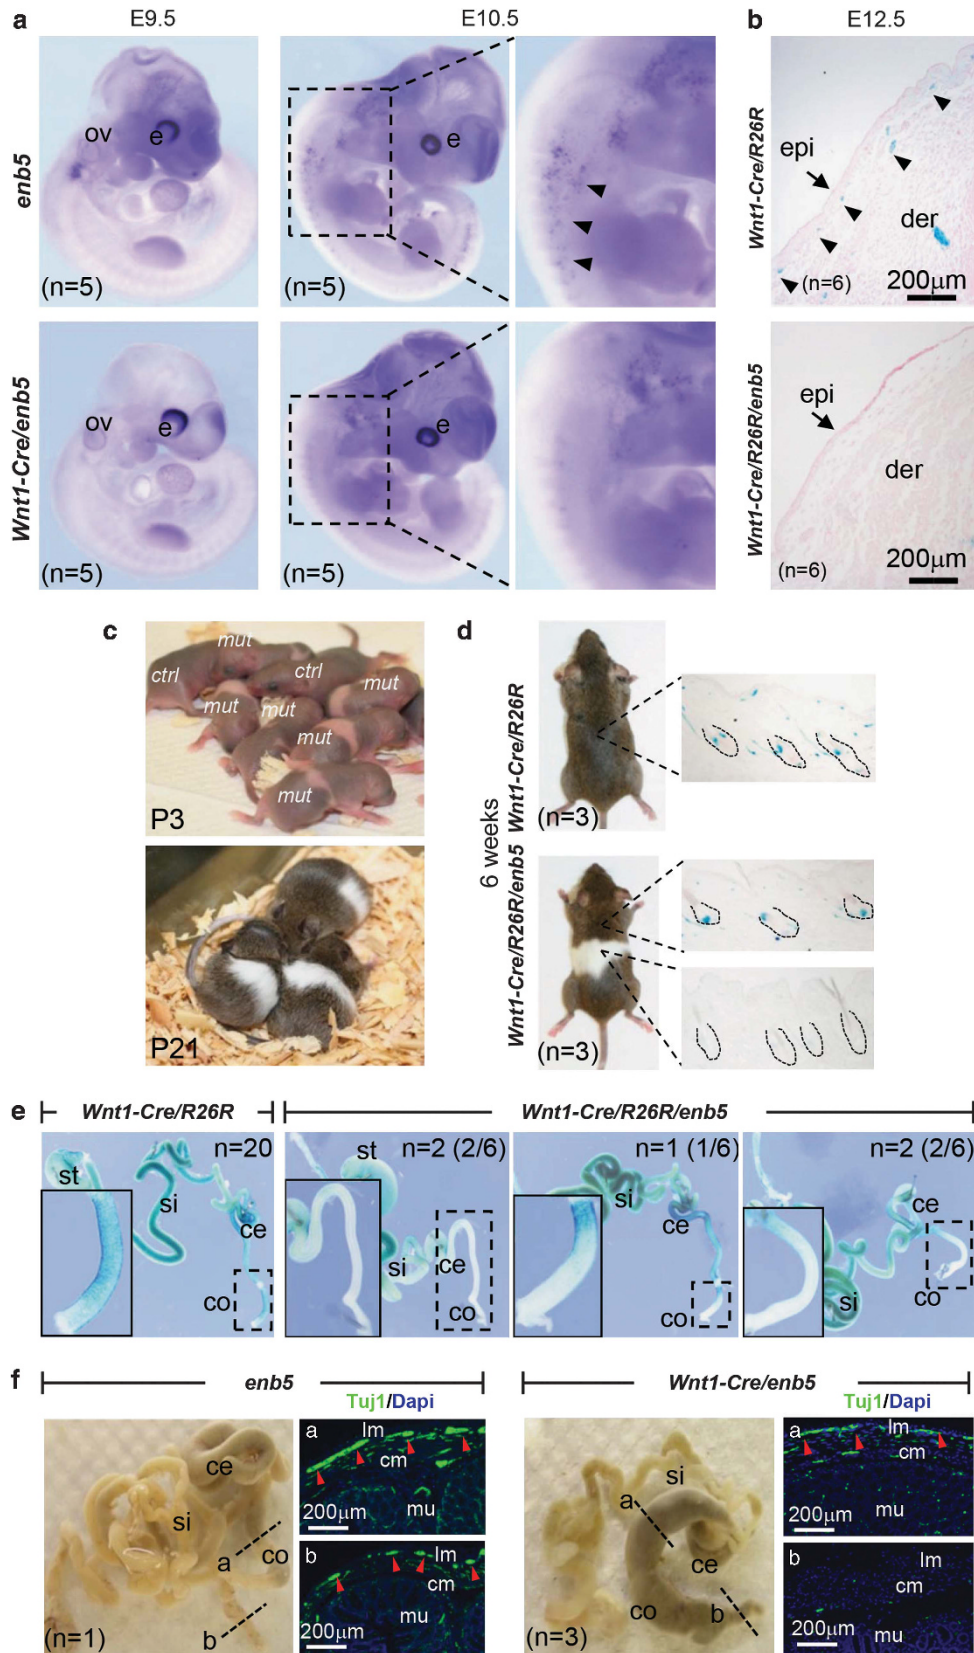 a
E9.5
E10.5
b
E12.5
enb5
ov
e
(n=5)
e
(n=5)
Wnt1-Cre/R26R
epi
der
(n=6)
200µm
Wnt1-Cre/enb5
ov
e
(n=5)
e
(n=5)
Wnt1-Cre/R26R/enb5
epi
der
(n=6)
200µm
c
mut
ctrl
ctrl
mut
mut
mut
mut
mut
P3
P21
d
6 weeks
Wnt1-Cre/R26R
(n=3)
Wnt1-Cre/R26R/enb5
(n=3)
e
Wnt1-Cre/R26R
Wnt1-Cre/R26R/enb5
n=20
st
si
ce
co
n=2 (2/6)
st
si
ce
co
n=1 (1/6)
si
ce
co
n=2 (2/6)
si
ce
co
f
enb5
Wnt1-Cre/enb5
Tuj1/Dapi
Tuj1/Dapi
ce
si
a
co
b
(n=1)
a
lm
cm
mu
200µm
b
lm
cm
mu
200µm
si
a
ce
co
b
(n=3)
a
lm
cm
mu
200µm
b
lm
cm
mu
200µm